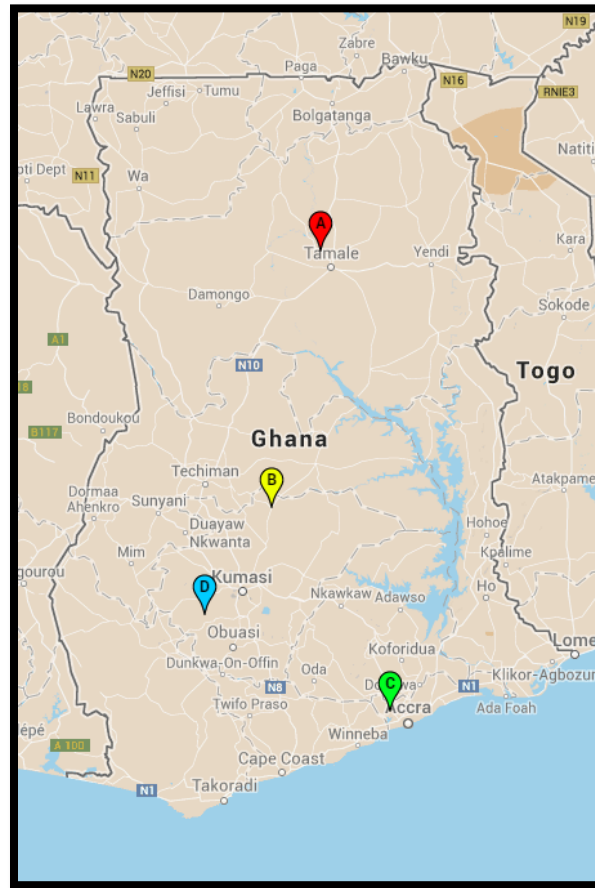 N19
Zabre
Bawku
Paga
N20
N16
Jeffisi
Tumu
RNIE3
Lawra
Bolgatanga
Sabuli
Natiti
oti Dept
N11
Wa
A
Kara
Tamale
Yendi
Damongo
Sokode
A1
N10
Togo
18
B117
Bondoukou
Ghana
Techiman
B
Atakpame
Dormaa
Ahenkro
Sunyani
Duayaw
Nkwanta
Hohoe
Mim
Kpalime
gourou
D
Kumasi
Nkawkaw
Adawso
Ho
Obuasi
Koforidua
Lome
Dunkwa-On-Offin
Oda
Klikor-Agbozum
N8
C
N1
Twifo Praso
Accra
Ada Foah
Winneba
A 100
Cape Coast
N1
Takoradi